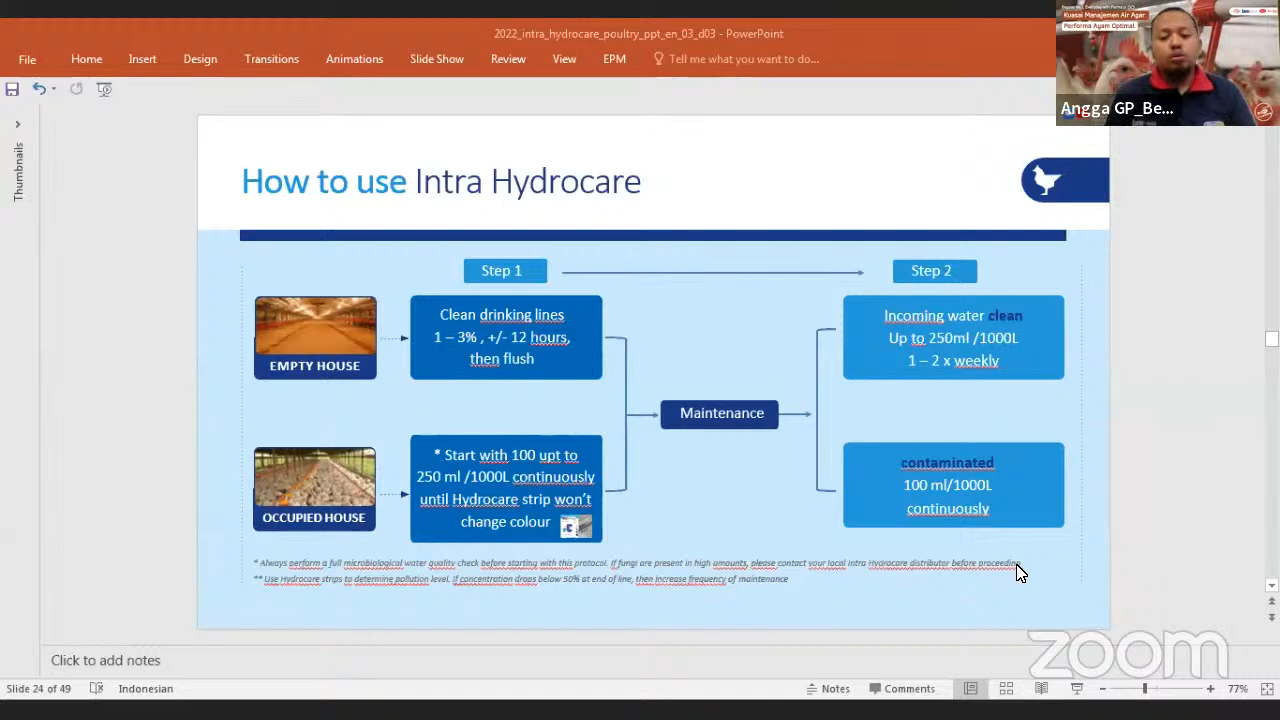 2022_intra_hydrocare_poultry_ppt_en_03_d03 - PowerPoint
Kuasai Manajemen Air Agar
Performa Ayam Optimal
File Home Insert Design Transitions Animations Slide Show Review View EPM Tell me what you want to do...
Angga GP_Be...
Thumbnails
How to use Intra Hydrocare
Step 1
Step 2
EMPTY HOUSE
Clean drinking lines
1 – 3% , +/- 12 hours,
then flush
Incoming water clean
Up to 250ml /1000L
1 – 2 x weekly
Maintenance
OCCUPIED HOUSE
* Start with 100 upt to
250 ml /1000L continuously
until Hydrocare strip won't
change colour
contaminated
100 ml/1000L
continuously
* Always perform a full microbiological water quality check before starting with this protocol. If fungi are present in high amounts, please contact your local Intra Hydrocare distributor before proceeding
** Use Hydrocare strips to determine pollution level. If concentration drops below 50% at end of line, then increase frequency of maintenance
zoom
Click to add notes
Slide 24 of 49 Indonesian Notes Comments 77%